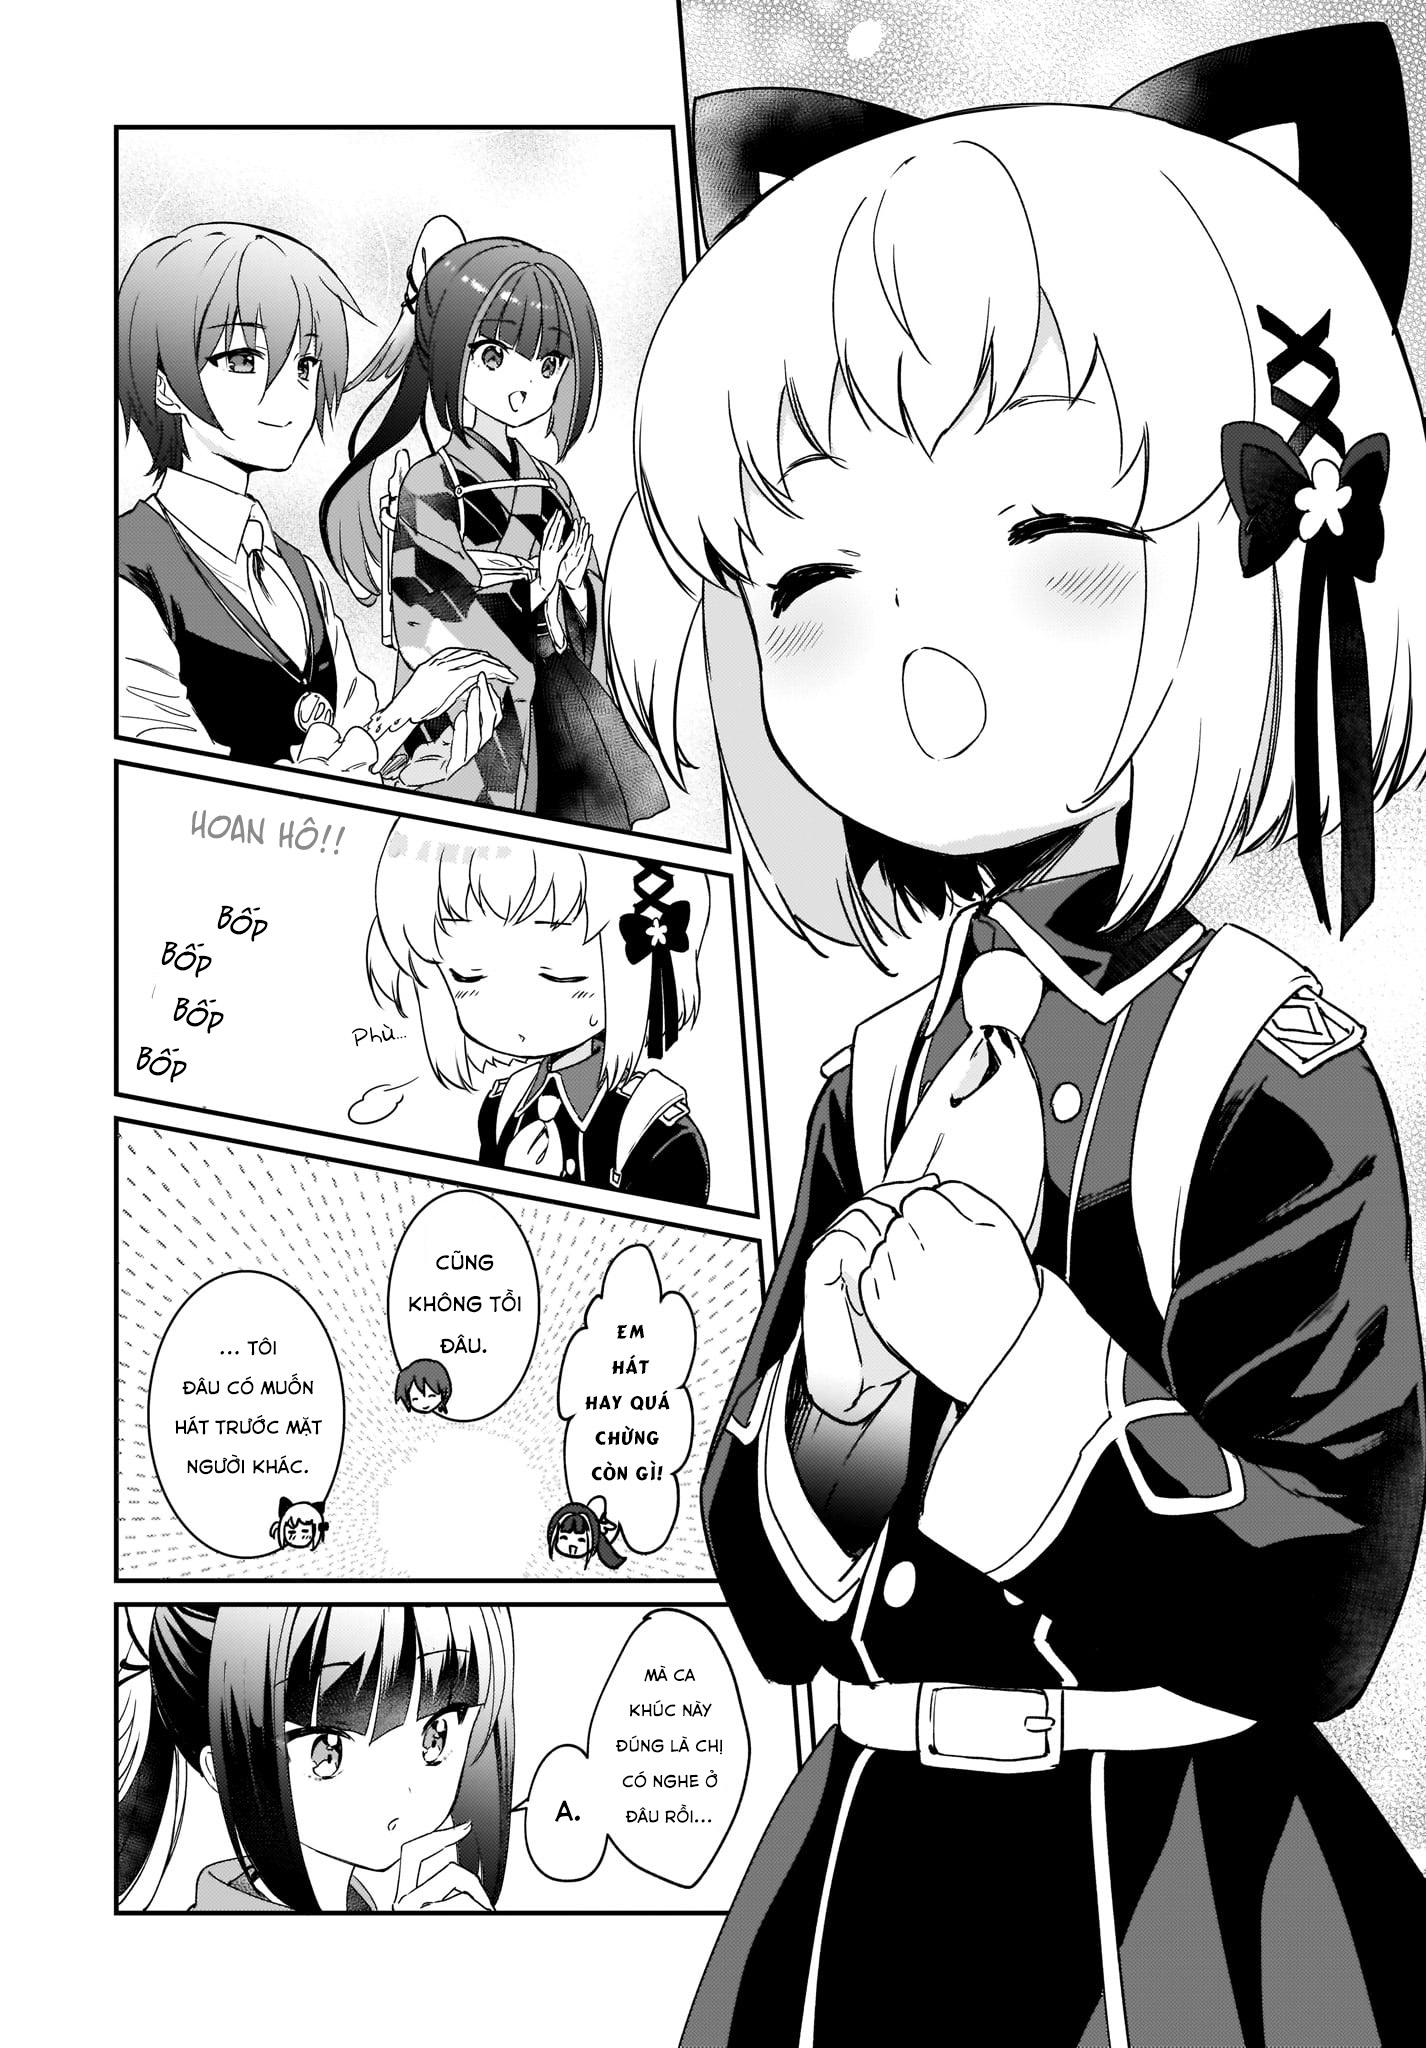 HOAN HÔ!!
BỐP
BỐP
BỐP
BỐP
Phù...
EM
HÁT
HAY QUÁ
CHỪNG
CÒN GÌ!
CŨNG
KHÔNG TỒI
ĐÂU.
... TÔI
ĐÂU CÓ MUỐN
HÁT TRƯỚC MẶT
NGƯỜI KHÁC.
MÀ CA
KHÚC NÀY
ĐÚNG LÀ CHỊ
CÓ NGHE Ở
ĐÂU RỒI...
A.